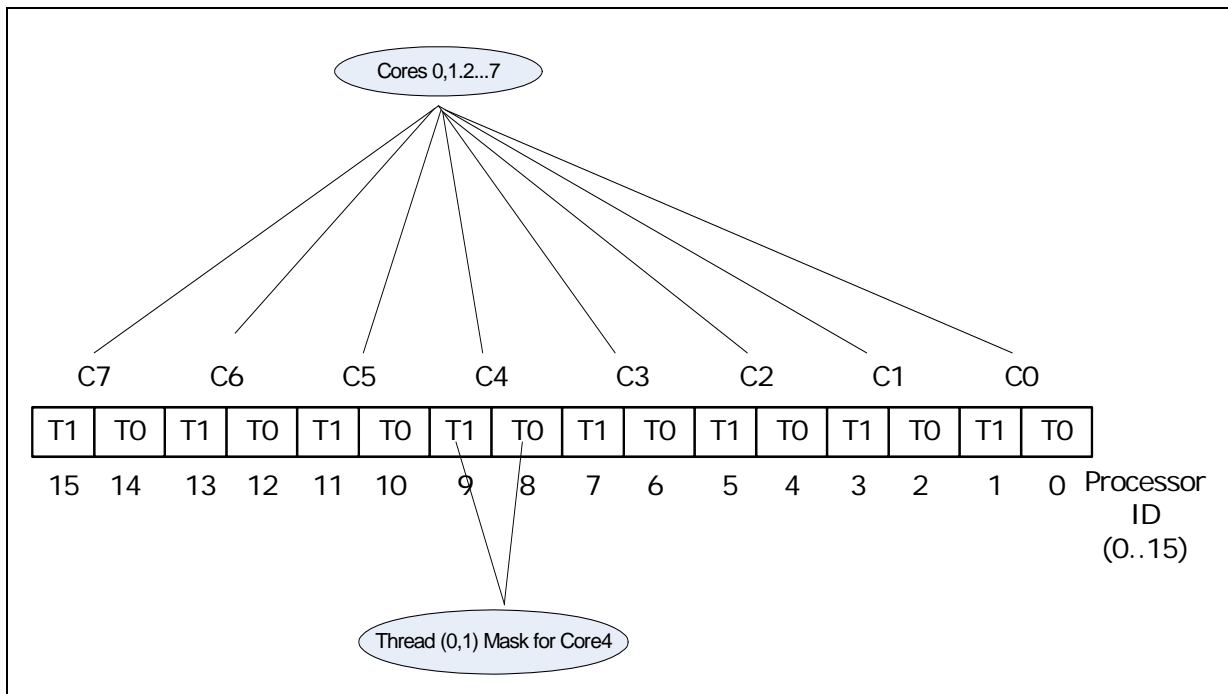 Cores 0,1.2...7
C7 C6 C5 C4 C3 C2 C1 C0
T1 T0 T1 T0 T1 T0 T1 T0 T1 T0 T1 T0 T1 T0 T1 T0
15 14 13 12 11 10 9 8 7 6 5 4 3 2 1 0 Processor
ID
(0..15)
Thread (0,1) Mask for Core4